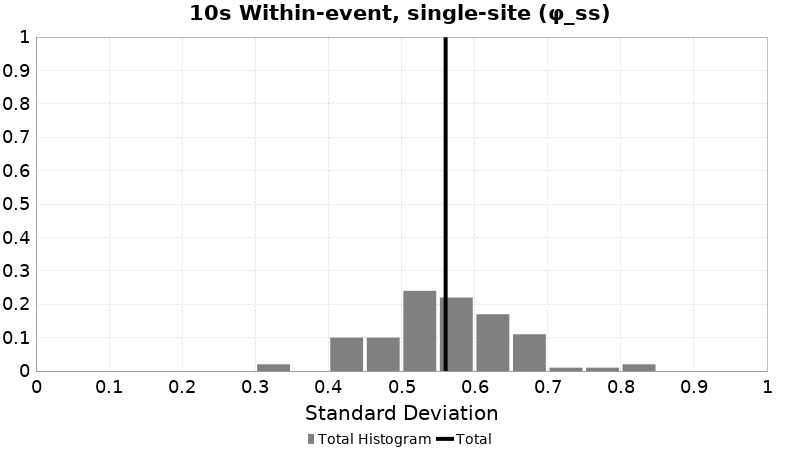 10s Within-event, single-site (φ_ss)
1
0.9
0.8
0.7
0.6
0.5
0.4
0.3
0.2
0.1
0
0 0.1 0.2 0.3 0.4 0.5 0.6 0.7 0.8 0.9 1
Standard Deviation
Total Histogram Total